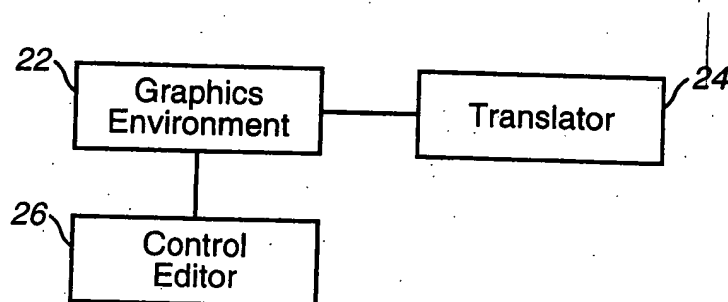 22
Graphics
Environment
Translator
24
26
Control
Editor